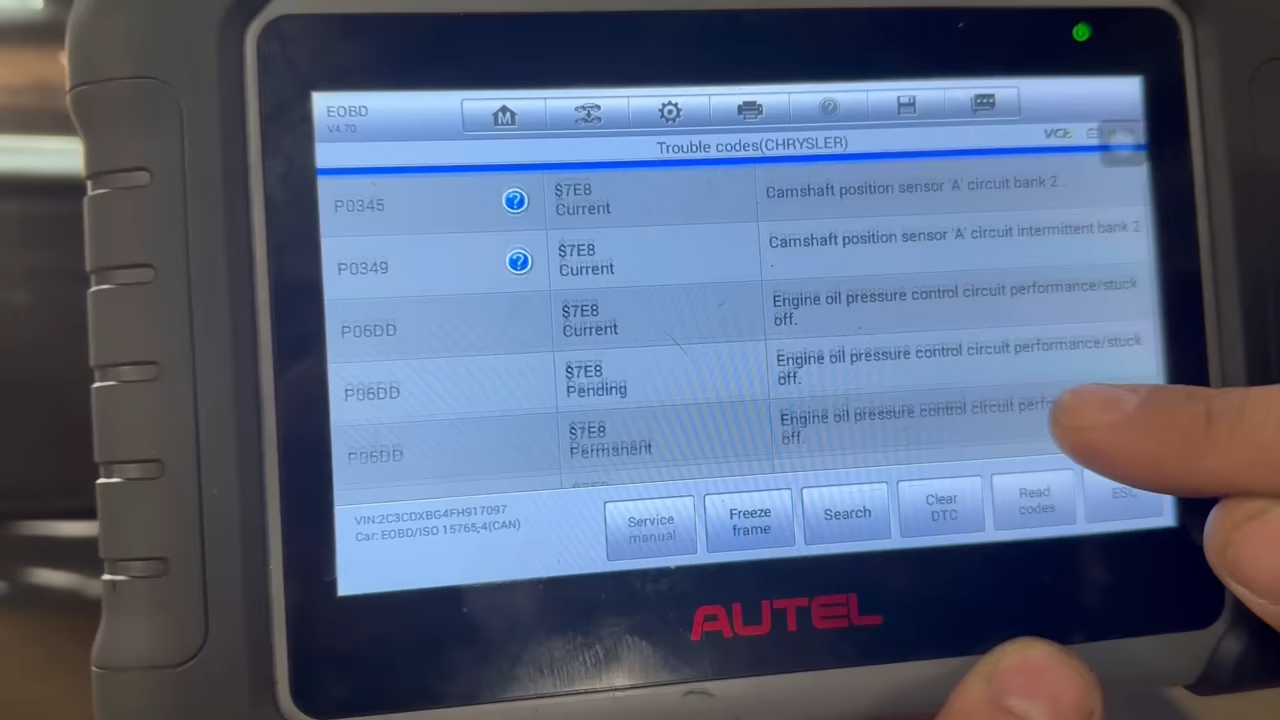 EOBD
V4.70
M
VCI
Trouble codes(CHRYSLER)
P0345
?
$7E8
Current
Camshaft position sensor 'A' circuit bank 2 .
P0349
?
$7E8
Current
Camshaft position sensor 'A' circuit intermittent bank 2
.
P06DD
$7E8
Current
Engine oil pressure control circuit performance/stuck
off.
P06DD
$7E8
Pending
Engine oil pressure control circuit performance/stuck
off.
P06DD
$7E8
Permanent
Engine oil pressure control circuit
off.
VIN:2C3CDXBG4FH917097
Car: EOBD/ISO 15765-4(CAN)
Service
manual
Freeze
frame
Search
Clear
DTC
Read
codes
AUTEL